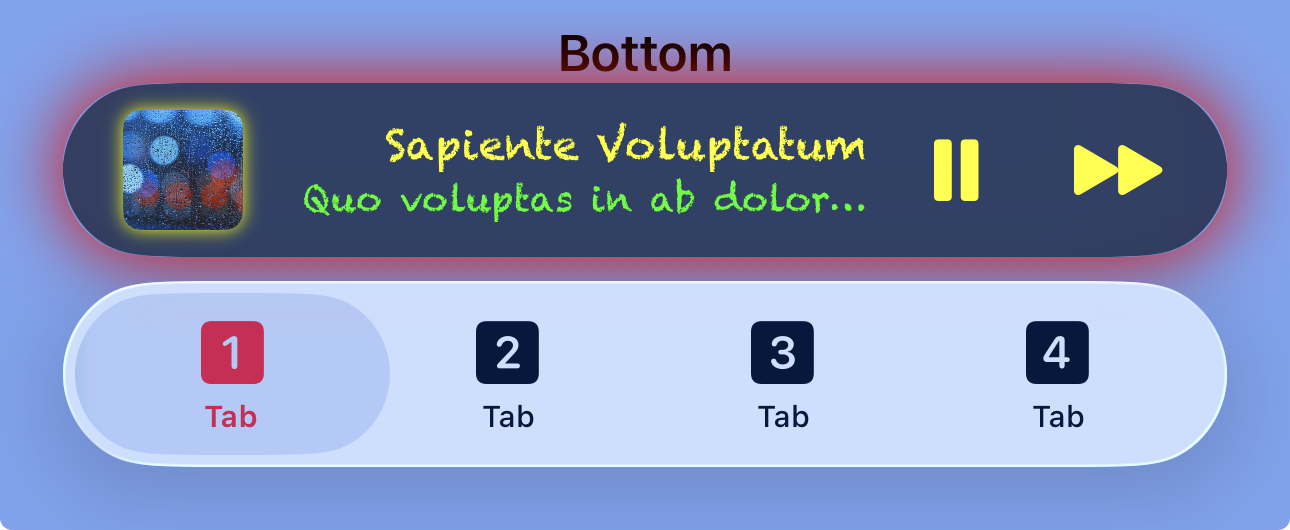 Bottom
Sapiente Voluptatum
Quo voluptas in ab dolor...
1
Tab
2
Tab
3
Tab
4
Tab